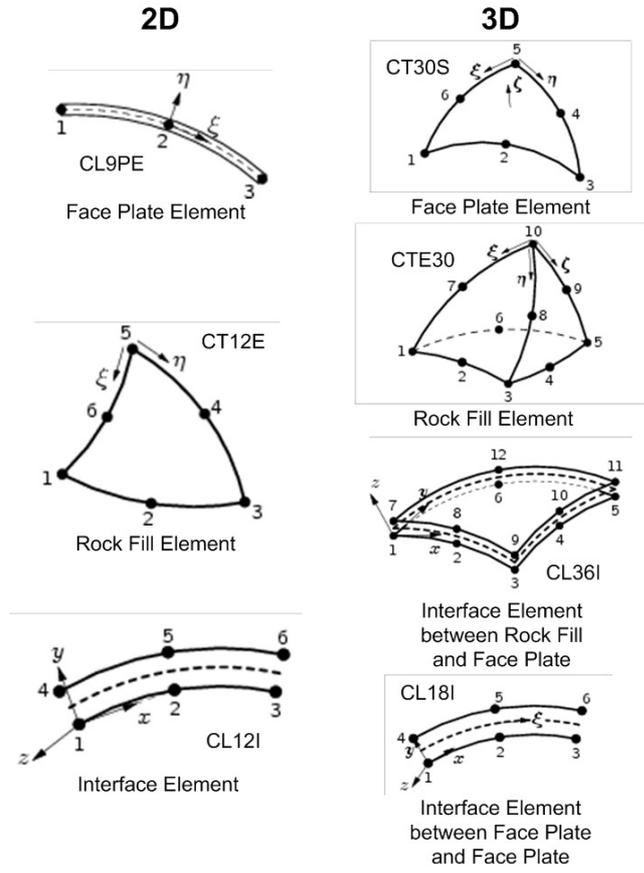 2D
η
ξ
1
2
3
CL9PE
Face Plate Element
CT12E
5
η
ξ
6
4
1
2
3
Rock Fill Element
5
6
y
4
x
2
3
1
z
CL12I
Interface Element
3D
CT30S
5
ξ
η
ζ
6
4
1
2
3
Face Plate Element
10
CTE30
ξ
ζ
η
7
9
6
8
1
5
2
4
3
Rock Fill Element
12
11
z
y
6
7
10
5
8
9
4
1
x
2
3
CL36I
Interface Element
between Rock Fill
and Face Plate
CL18I
5
6
ξ
4
y
x
2
3
1
z
Interface Element
between Face Plate
and Face Plate